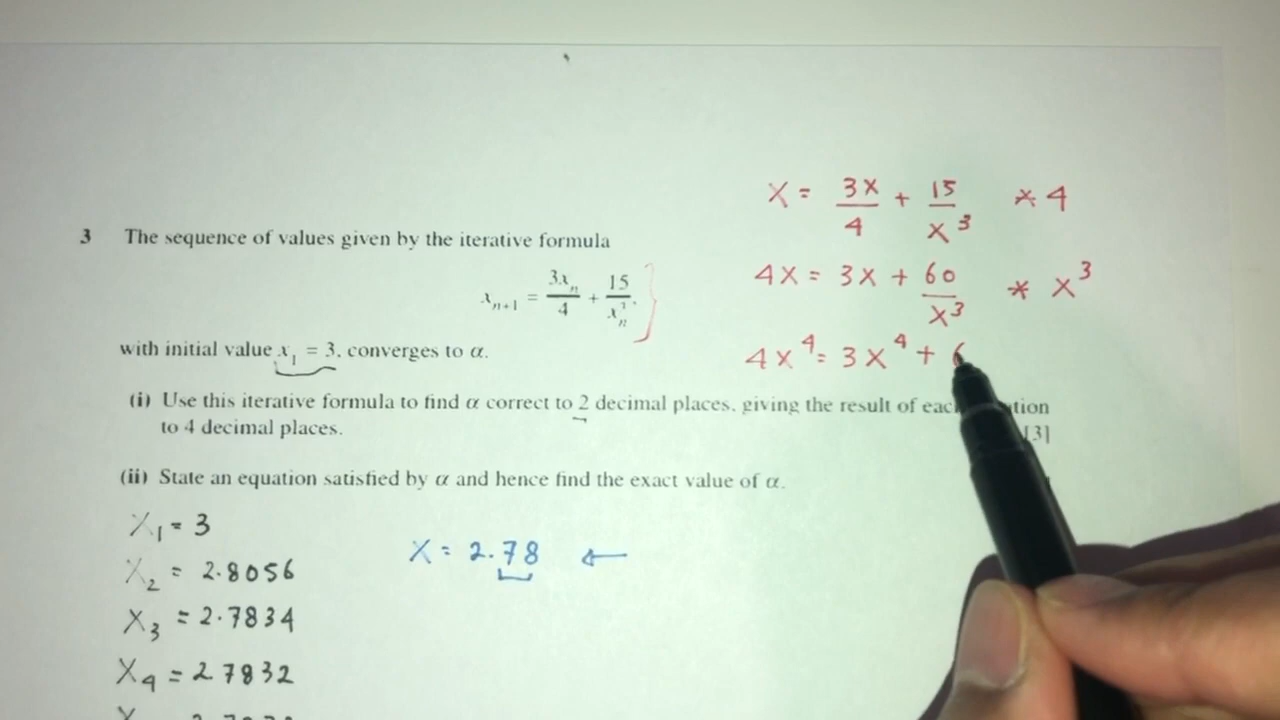 3 The sequence of values given by the iterative formula
x_{n+1} = 3x_n/4 + 15/x_n^3,
with initial value x_1 = 3, converges to α.
(i) Use this iterative formula to find α correct to 2 decimal places, giving the result of each
to 4 decimal places. [3]
(ii) State an equation satisfied by α and hence find the exact value of α.
X = 3X/4 + 15/X^3 * 4
4X = 3X + 60/X^3 * X^3
4X^4 = 3X^4 + 6
X_1 = 3
X_2 = 2.8056
X_3 = 2.7834
X_4 = 2.7832
X = 2.78 ←